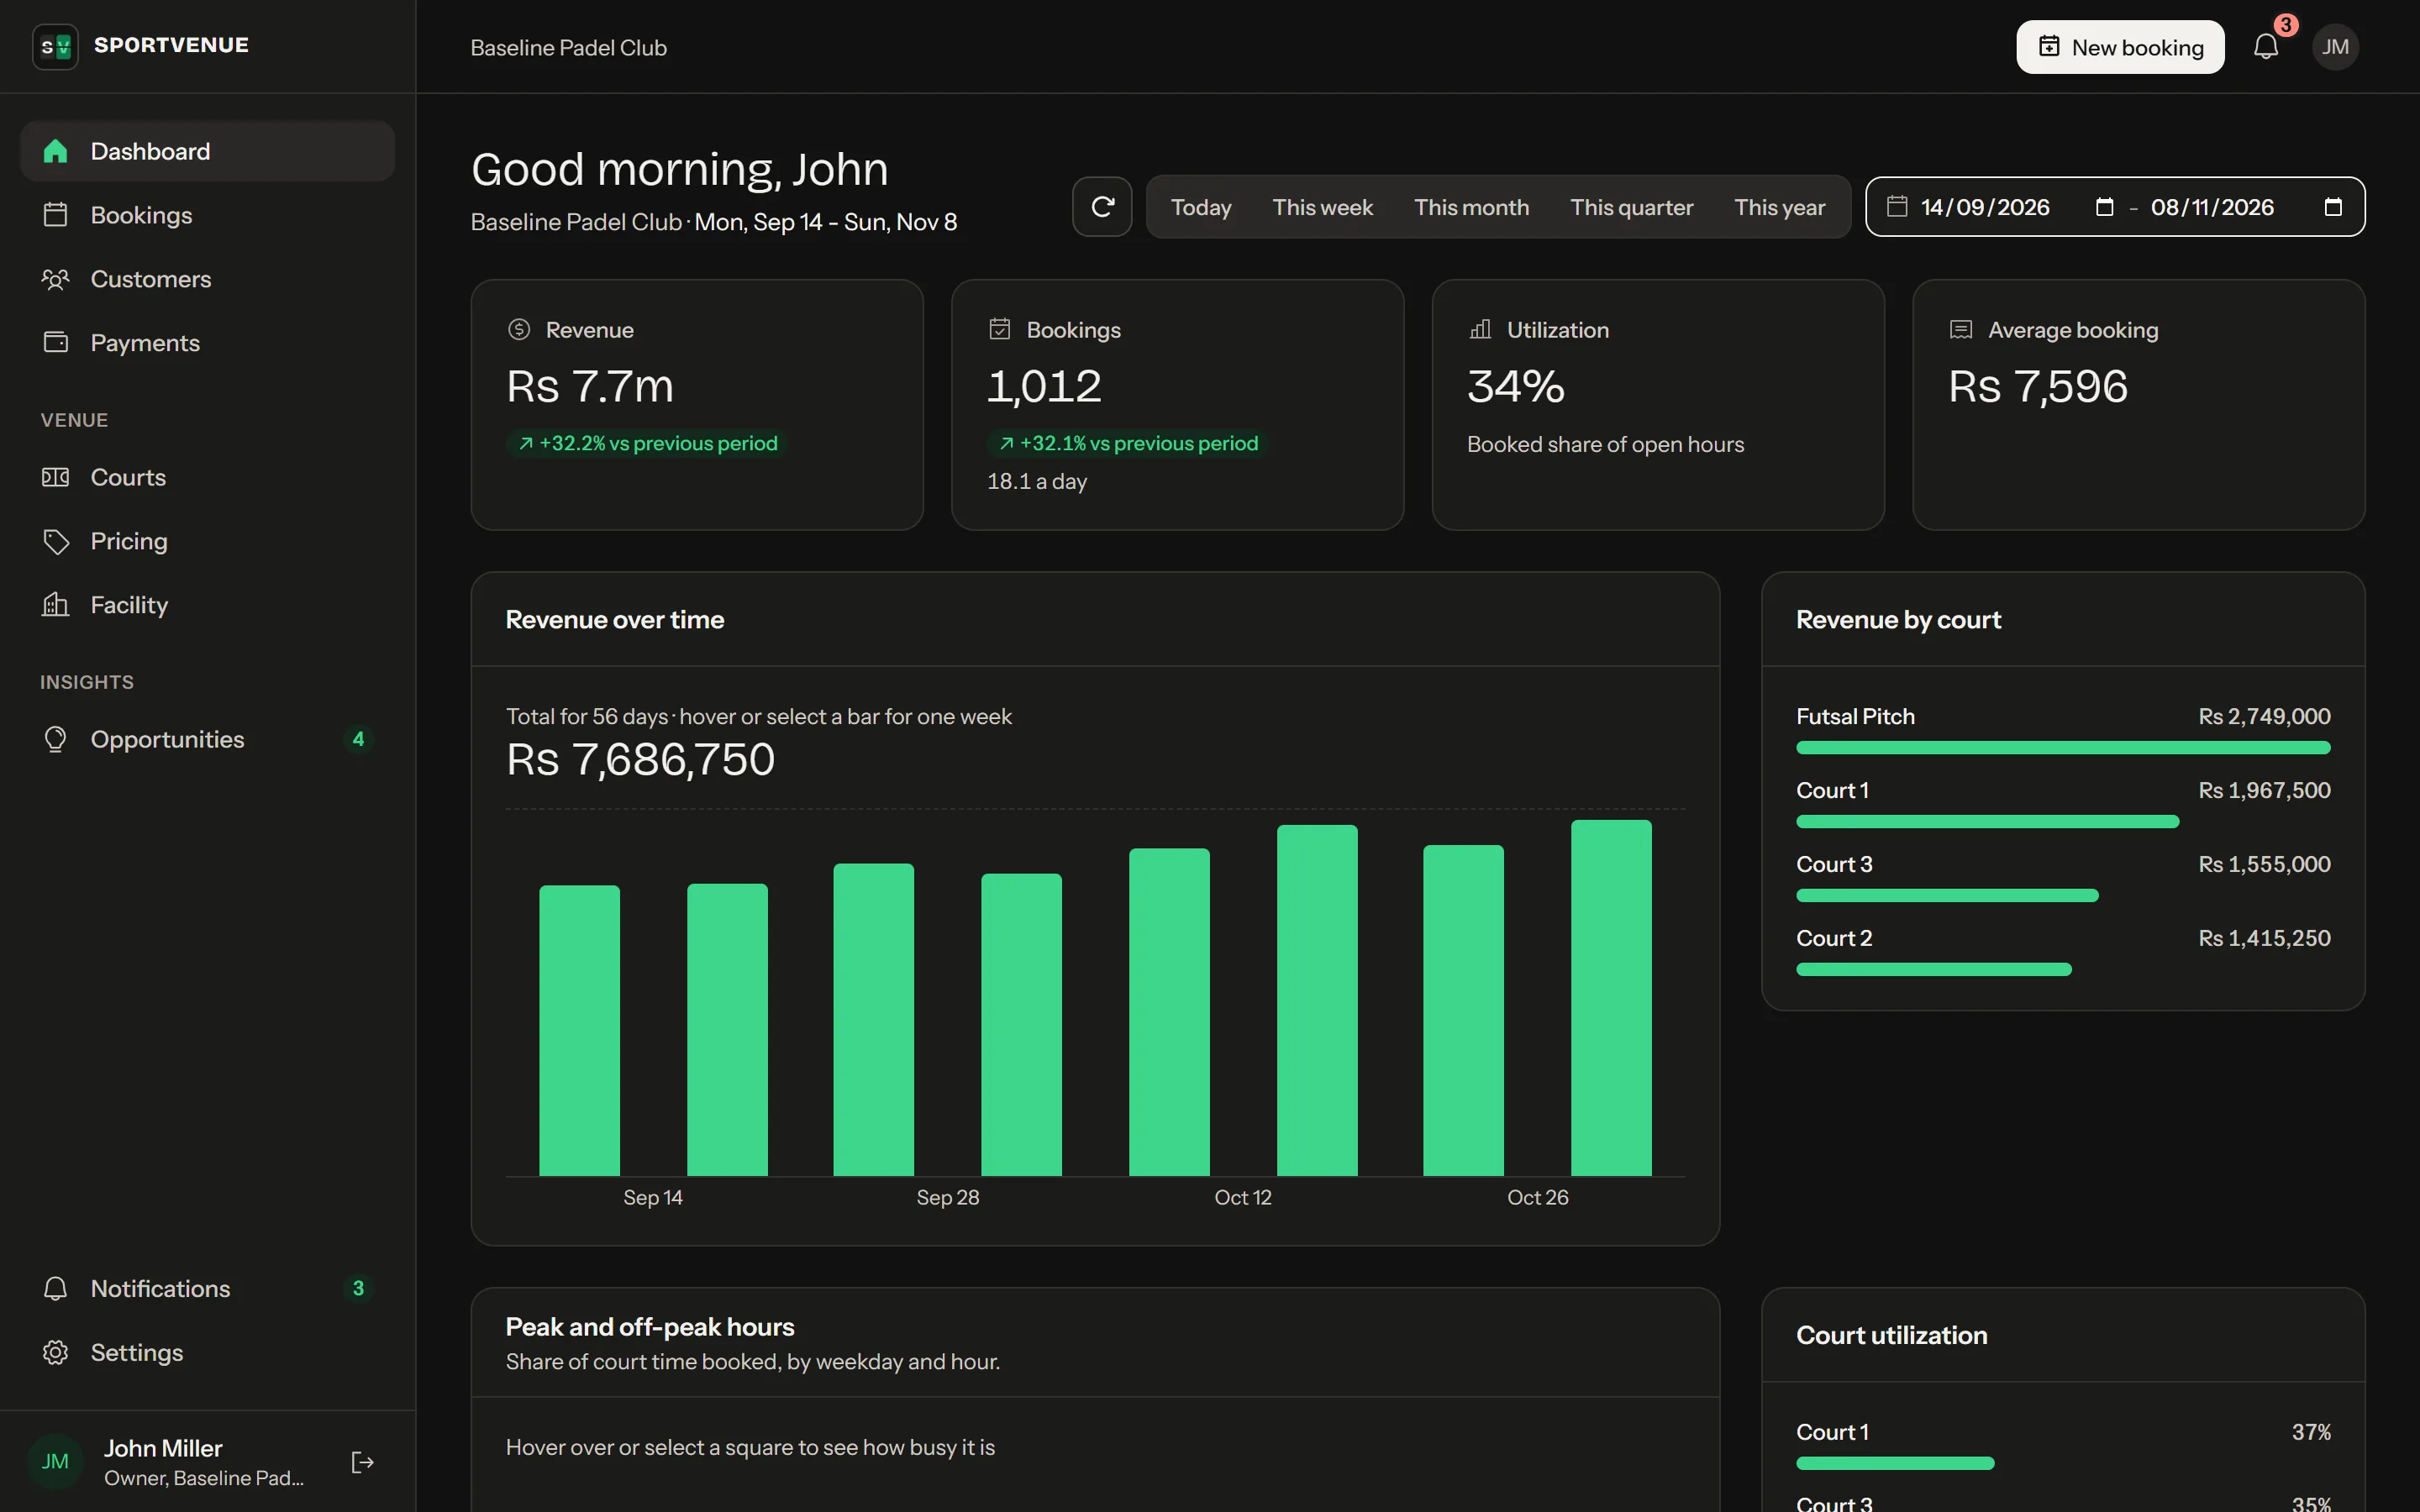 SV SPORTVENUE
Baseline Padel Club
New booking
3
JM
Dashboard
Bookings
Customers
Payments
VENUE
Courts
Pricing
Facility
INSIGHTS
Opportunities 4
Notifications 3
Settings
JM
John Miller
Owner, Baseline Pad...
Good morning, John
Baseline Padel Club · Mon, Sep 14 - Sun, Nov 8
Today This week This month This quarter This year
14/09/2026 - 08/11/2026
Revenue
Rs 7.7m
+32.2% vs previous period
Bookings
1,012
+32.1% vs previous period
18.1 a day
Utilization
34%
Booked share of open hours
Average booking
Rs 7,596
Revenue over time
Total for 56 days · hover or select a bar for one week
Rs 7,686,750
Sep 14 Sep 28 Oct 12 Oct 26
Revenue by court
Futsal Pitch Rs 2,749,000
Court 1 Rs 1,967,500
Court 3 Rs 1,555,000
Court 2 Rs 1,415,250
Peak and off-peak hours
Share of court time booked, by weekday and hour.
Hover over or select a square to see how busy it is
Court utilization
Court 1 37%
Court 3 35%